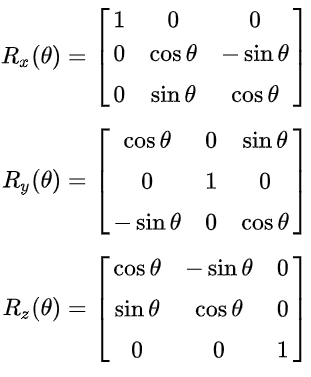 1 0 0
R_x(θ) = 0 cos θ − sin θ
0 sin θ cos θ
cos θ 0 sin θ
R_y(θ) = 0 1 0
− sin θ 0 cos θ
cos θ − sin θ 0
R_z(θ) = sin θ cos θ 0
0 0 1